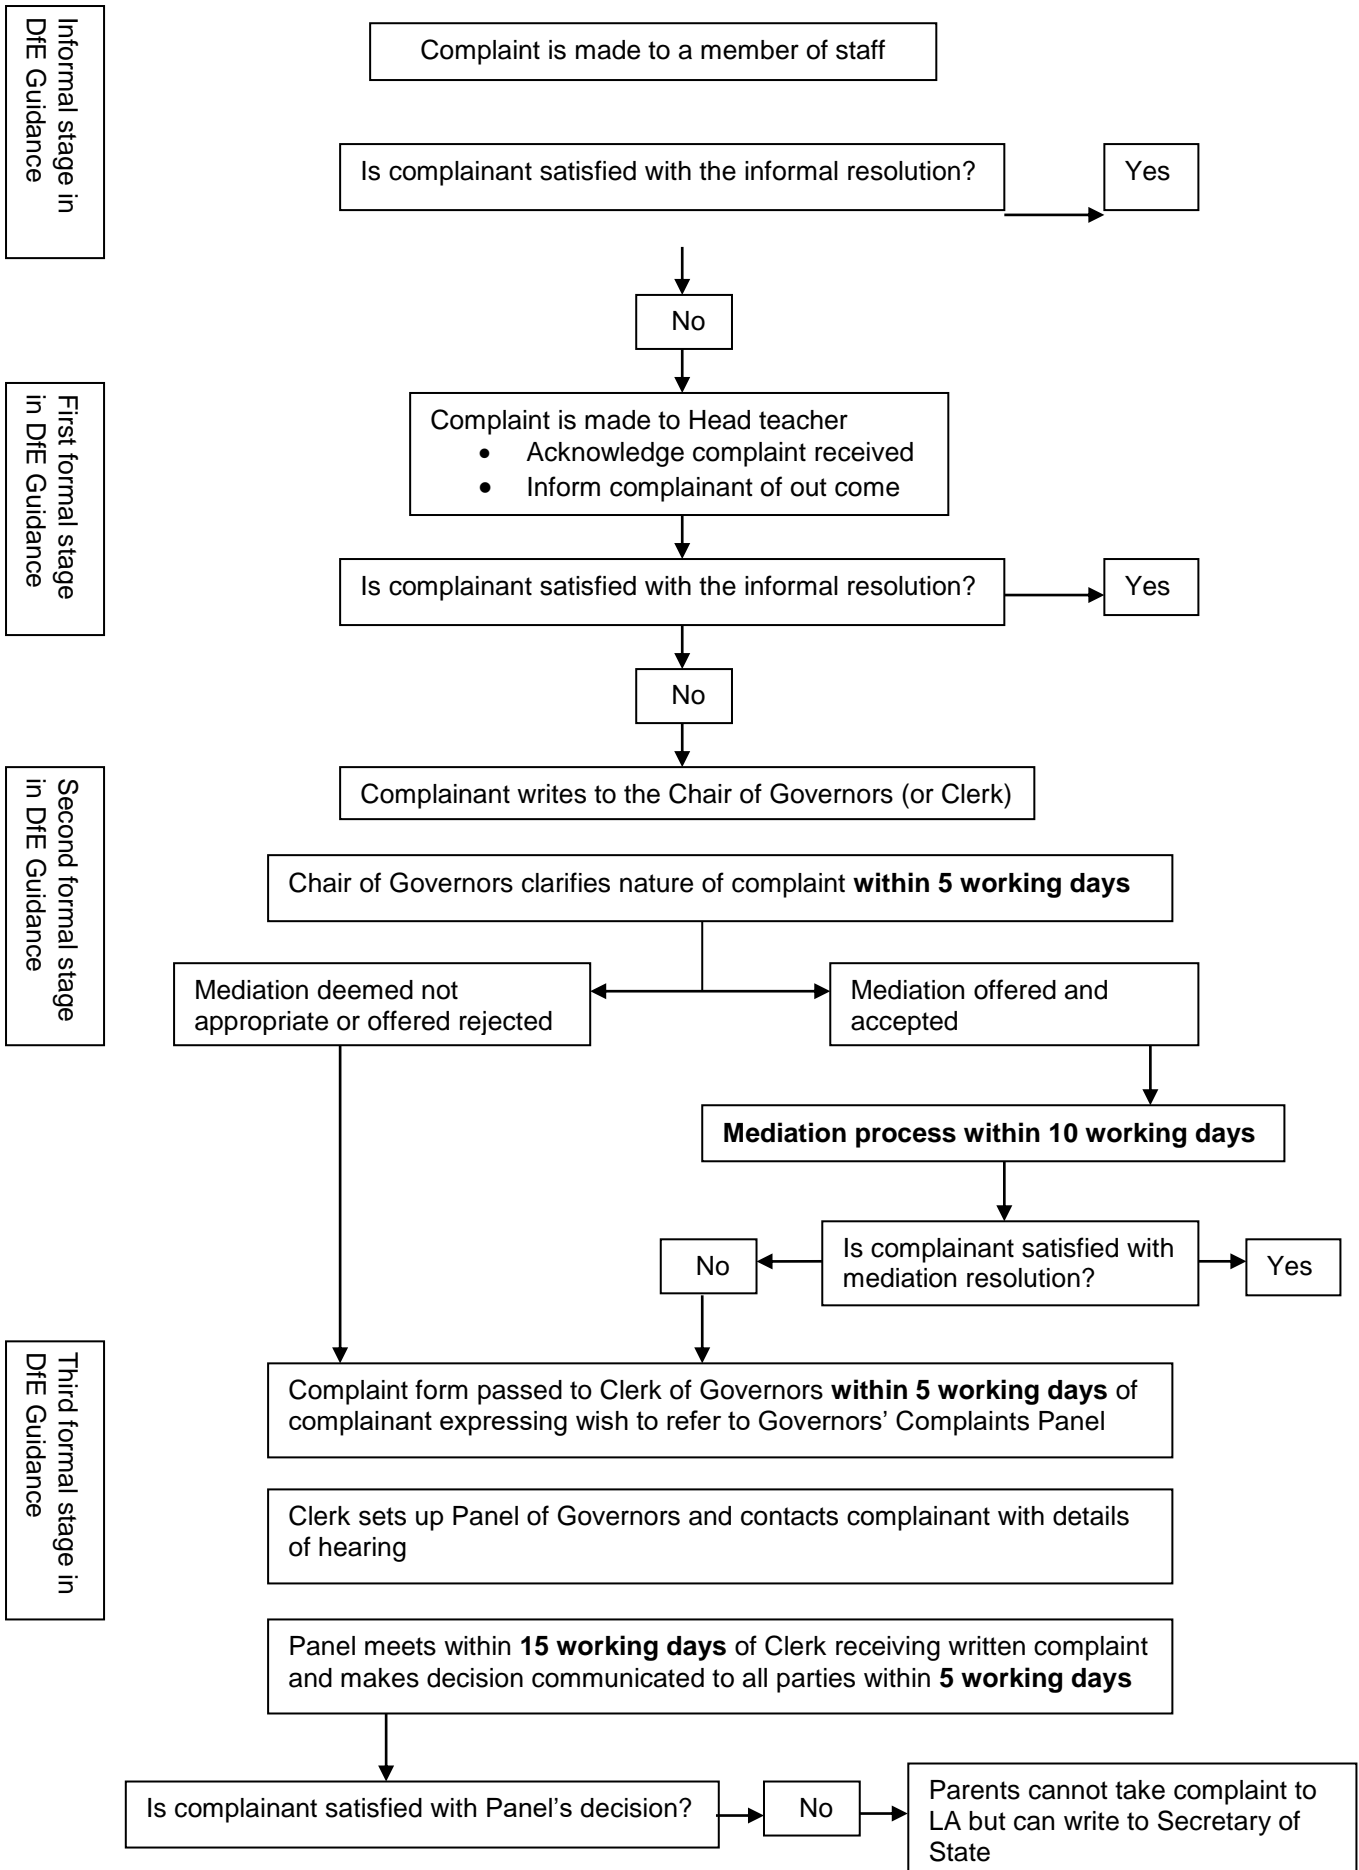 Informal stage in
DfE Guidance
Complaint is made to a member of staff
Is complainant satisfied with the informal resolution?
Yes
No
First formal stage
in DfE Guidance
Complaint is made to Head teacher
• Acknowledge complaint received
• Inform complainant of out come
Is complainant satisfied with the informal resolution?
Yes
No
Second formal stage
in DfE Guidance
Complainant writes to the Chair of Governors (or Clerk)
Chair of Governors clarifies nature of complaint within 5 working days
Mediation deemed not
appropriate or offered rejected
Mediation offered and
accepted
Mediation process within 10 working days
Is complainant satisfied with
mediation resolution?
No
Yes
Third formal stage in
DfE Guidance
Complaint form passed to Clerk of Governors within 5 working days of
complainant expressing wish to refer to Governors’ Complaints Panel
Clerk sets up Panel of Governors and contacts complainant with details
of hearing
Panel meets within 15 working days of Clerk receiving written complaint
and makes decision communicated to all parties within 5 working days
Is complainant satisfied with Panel’s decision?
No
Parents cannot take complaint to
LA but can write to Secretary of
State